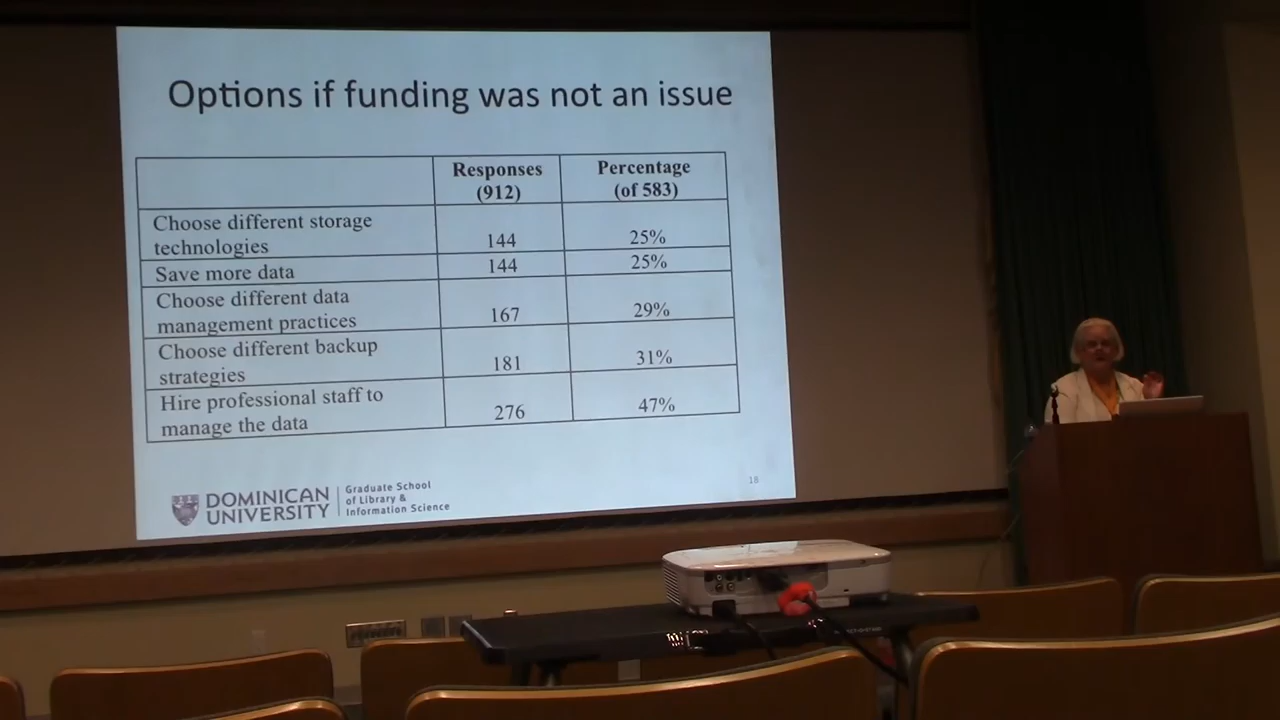 Options if funding was not an issue
Responses
(912)
Percentage
(of 583)
Choose different storage
technologies
144
25%
Save more data
144
25%
Choose different data
management practices
167
29%
Choose different backup
strategies
181
31%
Hire professional staff to
manage the data
276
47%
DOMINICAN
UNIVERSITY
Graduate School
of Library &
Information Science
18